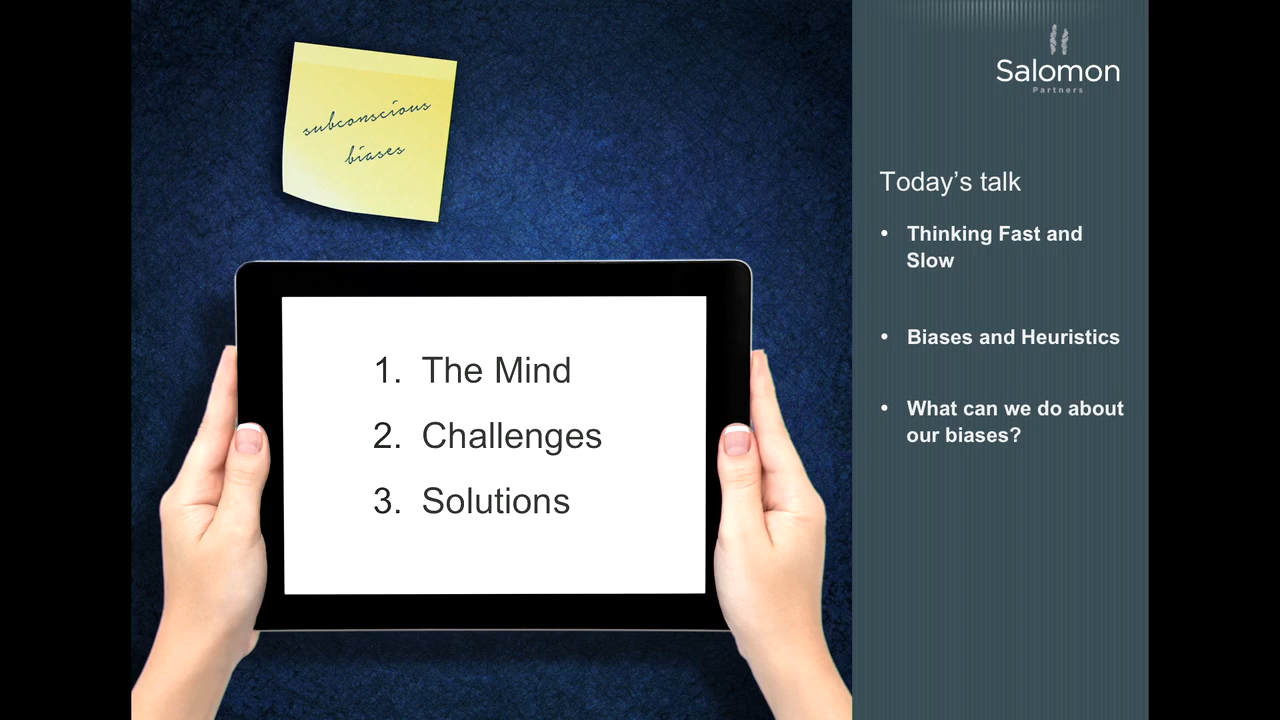 subconscious
biases
1. The Mind
2. Challenges
3. Solutions
Salomon
Partners
Today's talk
• Thinking Fast and
Slow
• Biases and Heuristics
• What can we do about
our biases?